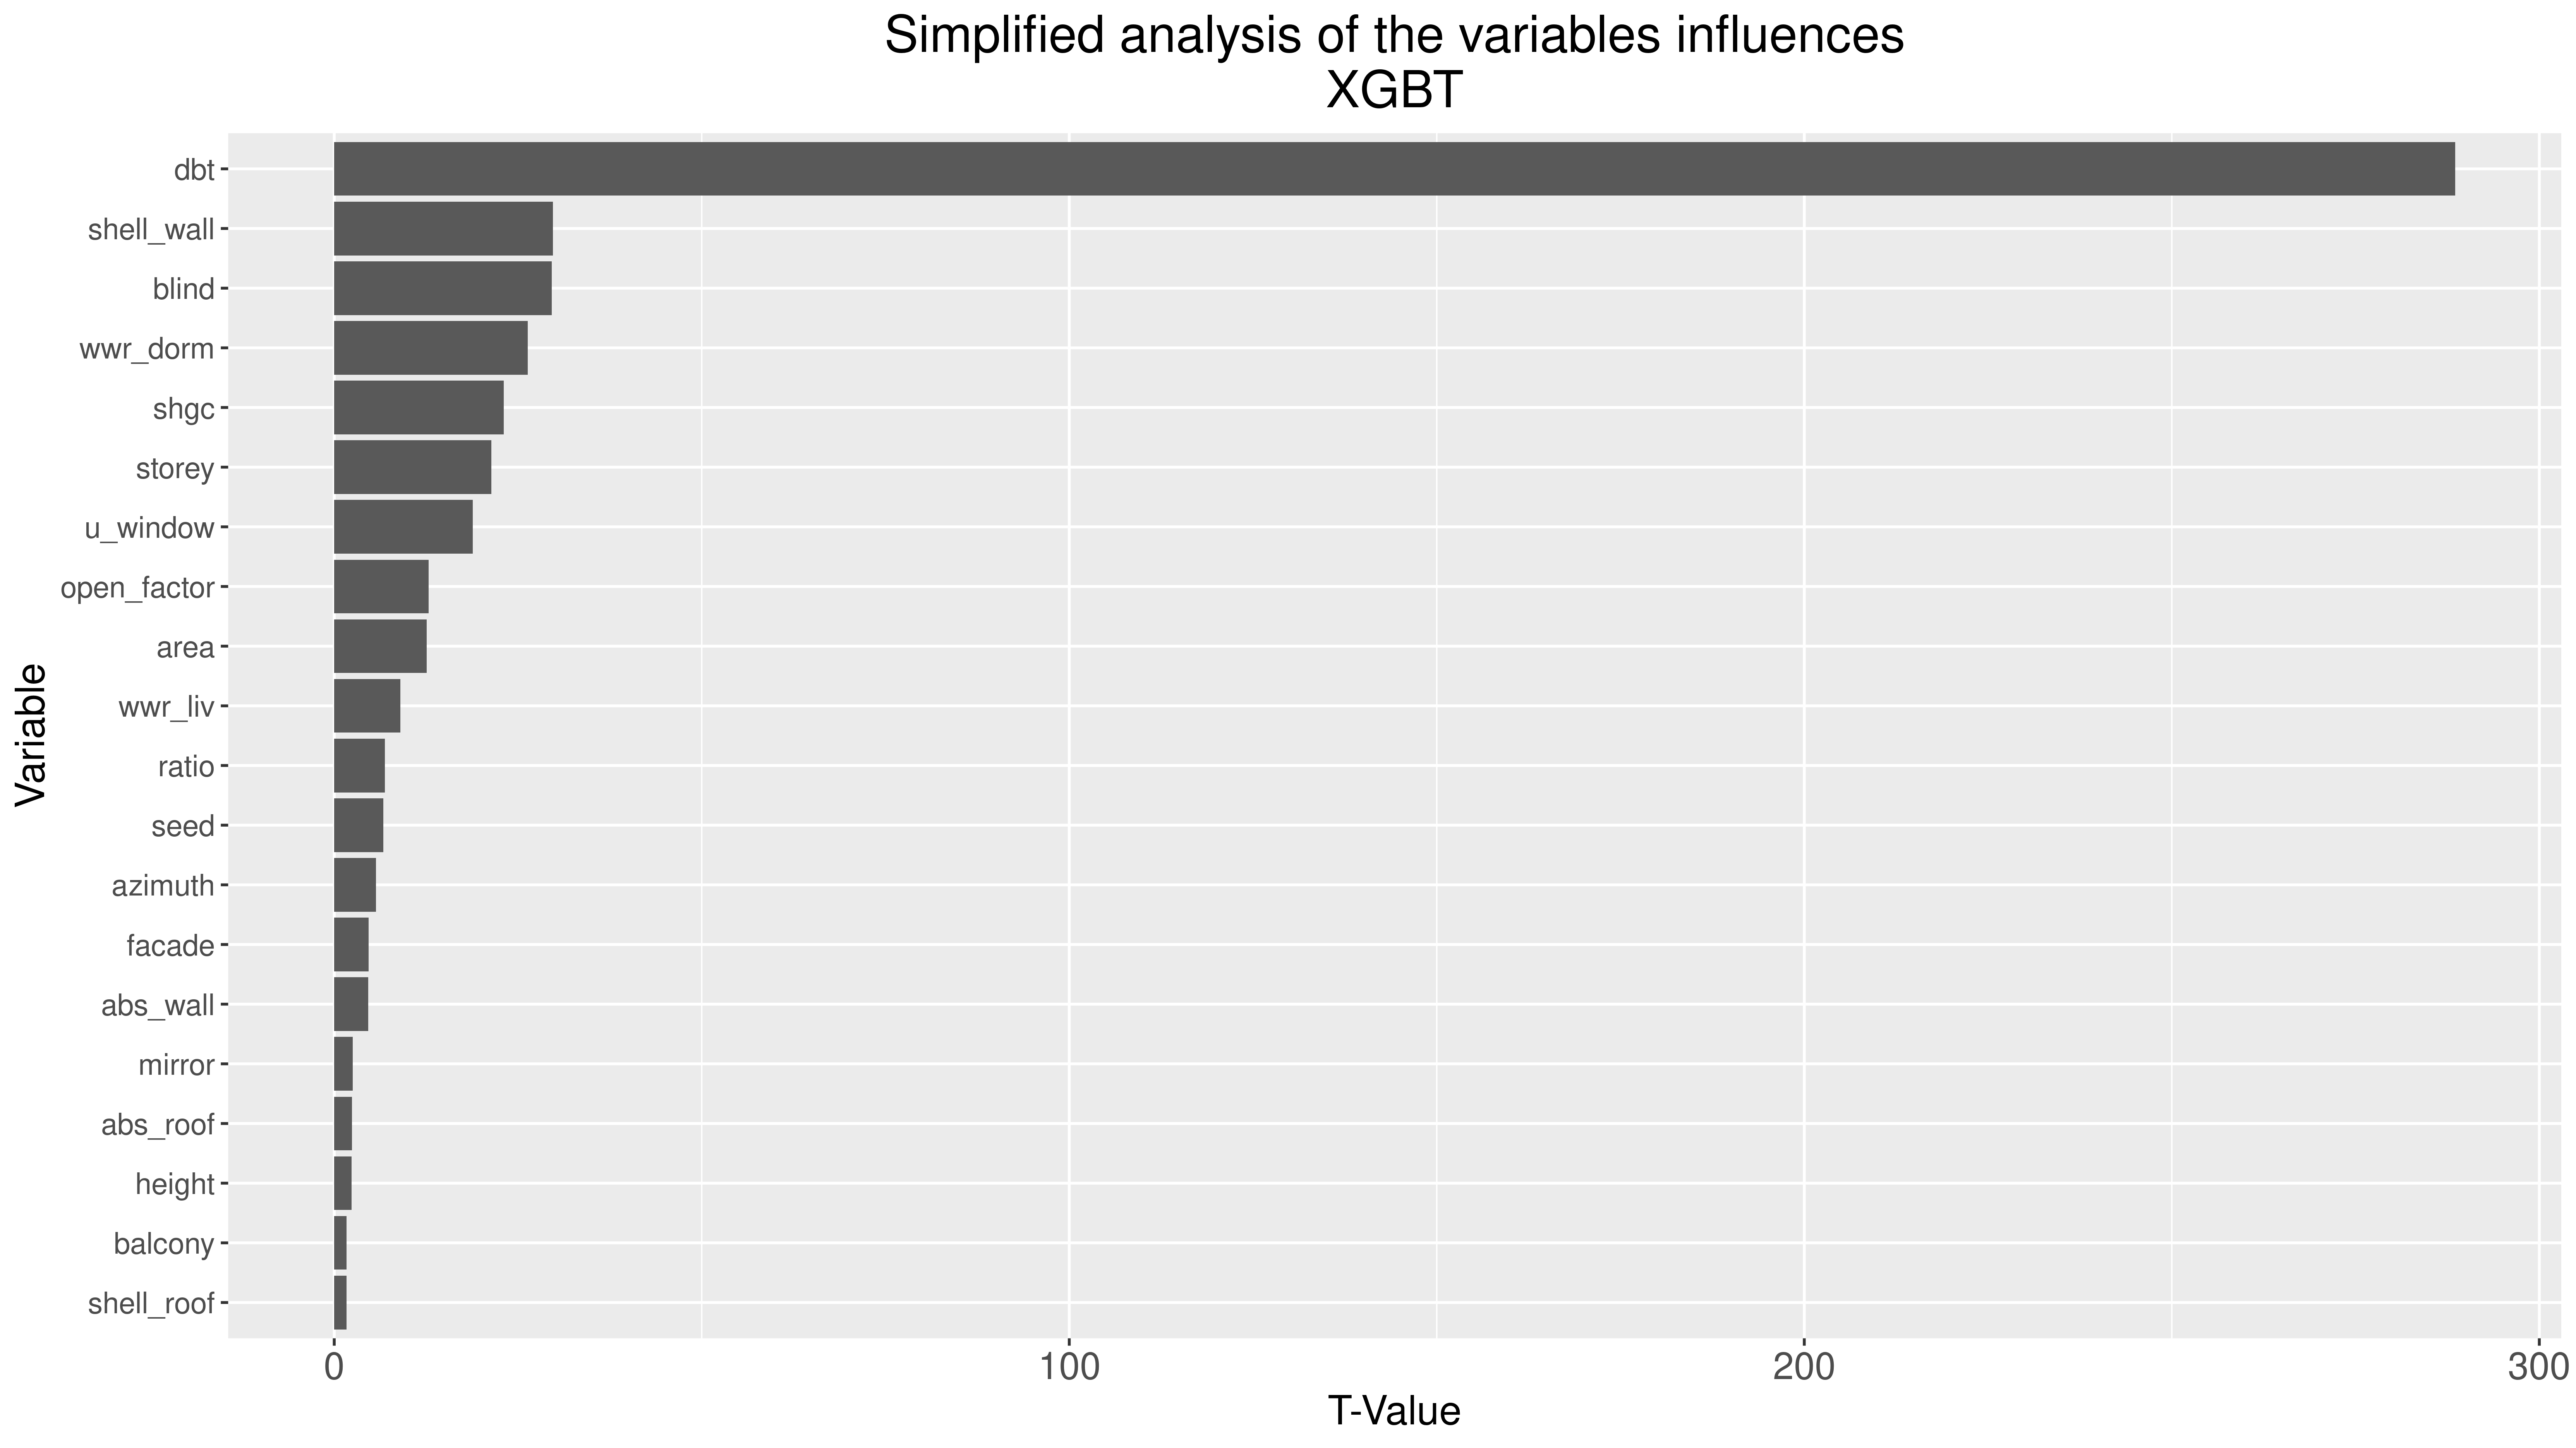 Simplified analysis of the variables influences
XGBT
Variable
dbt
shell_wall
blind
wwr_dorm
shgc
storey
u_window
open_factor
area
wwr_liv
ratio
seed
azimuth
facade
abs_wall
mirror
abs_roof
height
balcony
shell_roof
0 100 200 300
T-Value